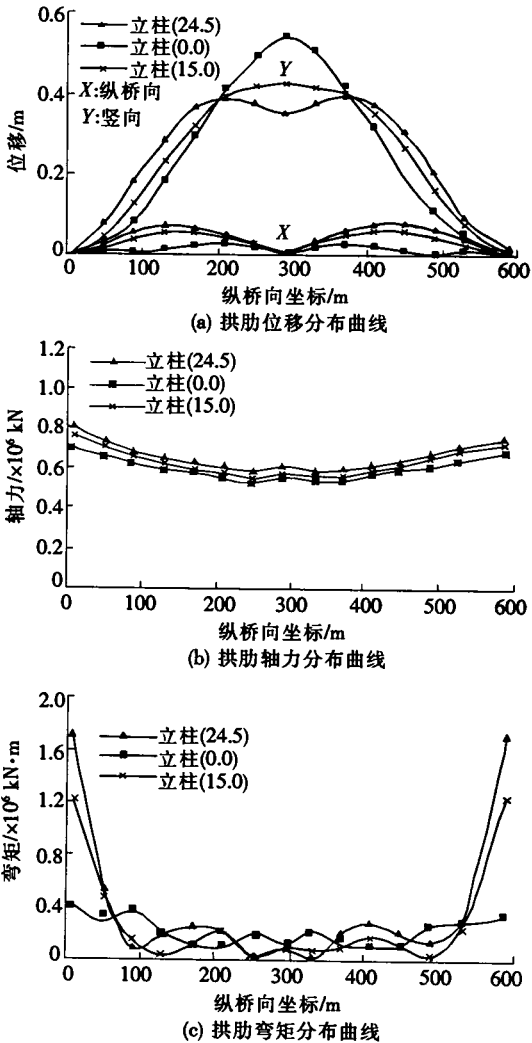 0.6
0.4
0.2
0
位移/m
立柱(24.5)
立柱(0.0)
立柱(15.0)
X:纵桥向
Y:竖向
Y
X
0 100 200 300 400 500 600
纵桥向坐标/m
(a) 拱肋位移分布曲线
1.2
1.0
0.8
0.6
0.4
0.2
0
轴力/×10⁶ kN
立柱(24.5)
立柱(0.0)
立柱(15.0)
0 100 200 300 400 500 600
纵桥向坐标/m
(b) 拱肋轴力分布曲线
2.0
1.6
1.2
0.8
0.4
0
弯矩/×10⁶ kN·m
立柱(24.5)
立柱(0.0)
立柱(15.0)
0 100 200 300 400 500 600
纵桥向坐标/m
(c) 拱肋弯矩分布曲线